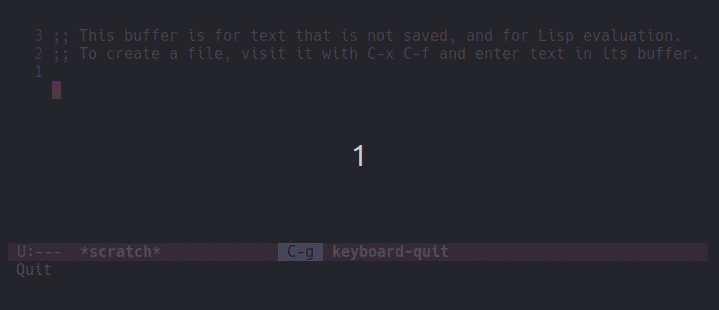 3 ;; This buffer is for text that is not saved, and for Lisp evaluation.
2 ;; To create a file, visit it with C-x C-f and enter text in its buffer.
1
1
U:---  *scratch*  C-g  keyboard-quit
Quit